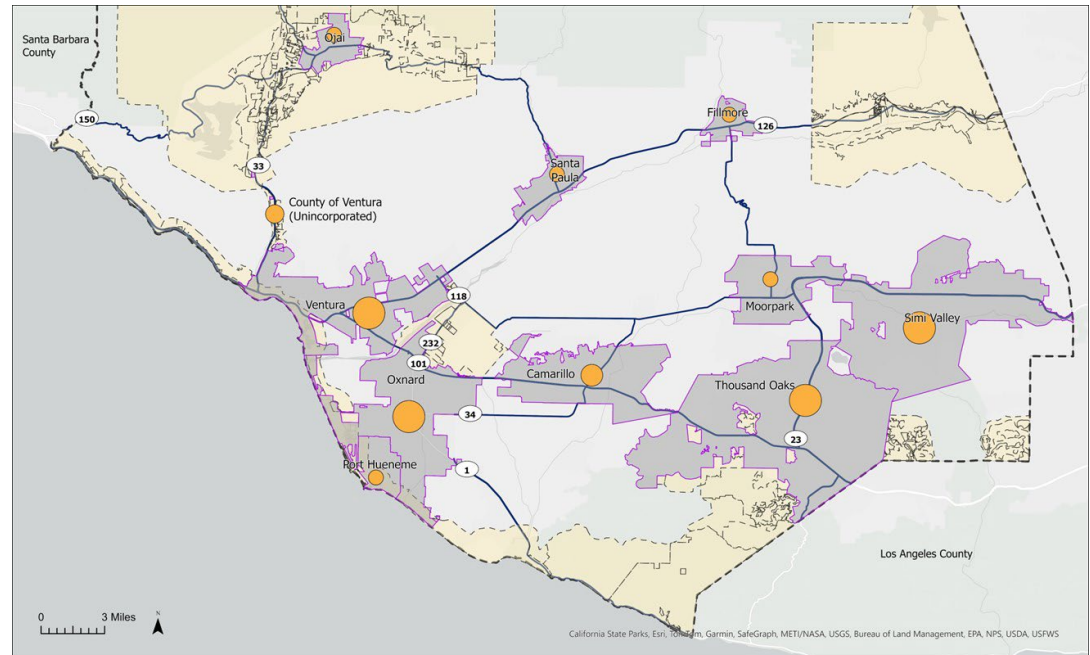 Santa Barbara
County
Ojai
150
Fillmore
126
33
Santa
Paula
County of Ventura
(Unincorporated)
118
Ventura
Moorpark
Simi Valley
232
101
Camarillo
Oxnard
Thousand Oaks
34
23
Port Hueneme
1
Los Angeles County
0 3 Miles
N
California State Parks, Esri, TomTom, Garmin, SafeGraph, METI/NASA, USGS, Bureau of Land Management, EPA, NPS, USDA, USFWS